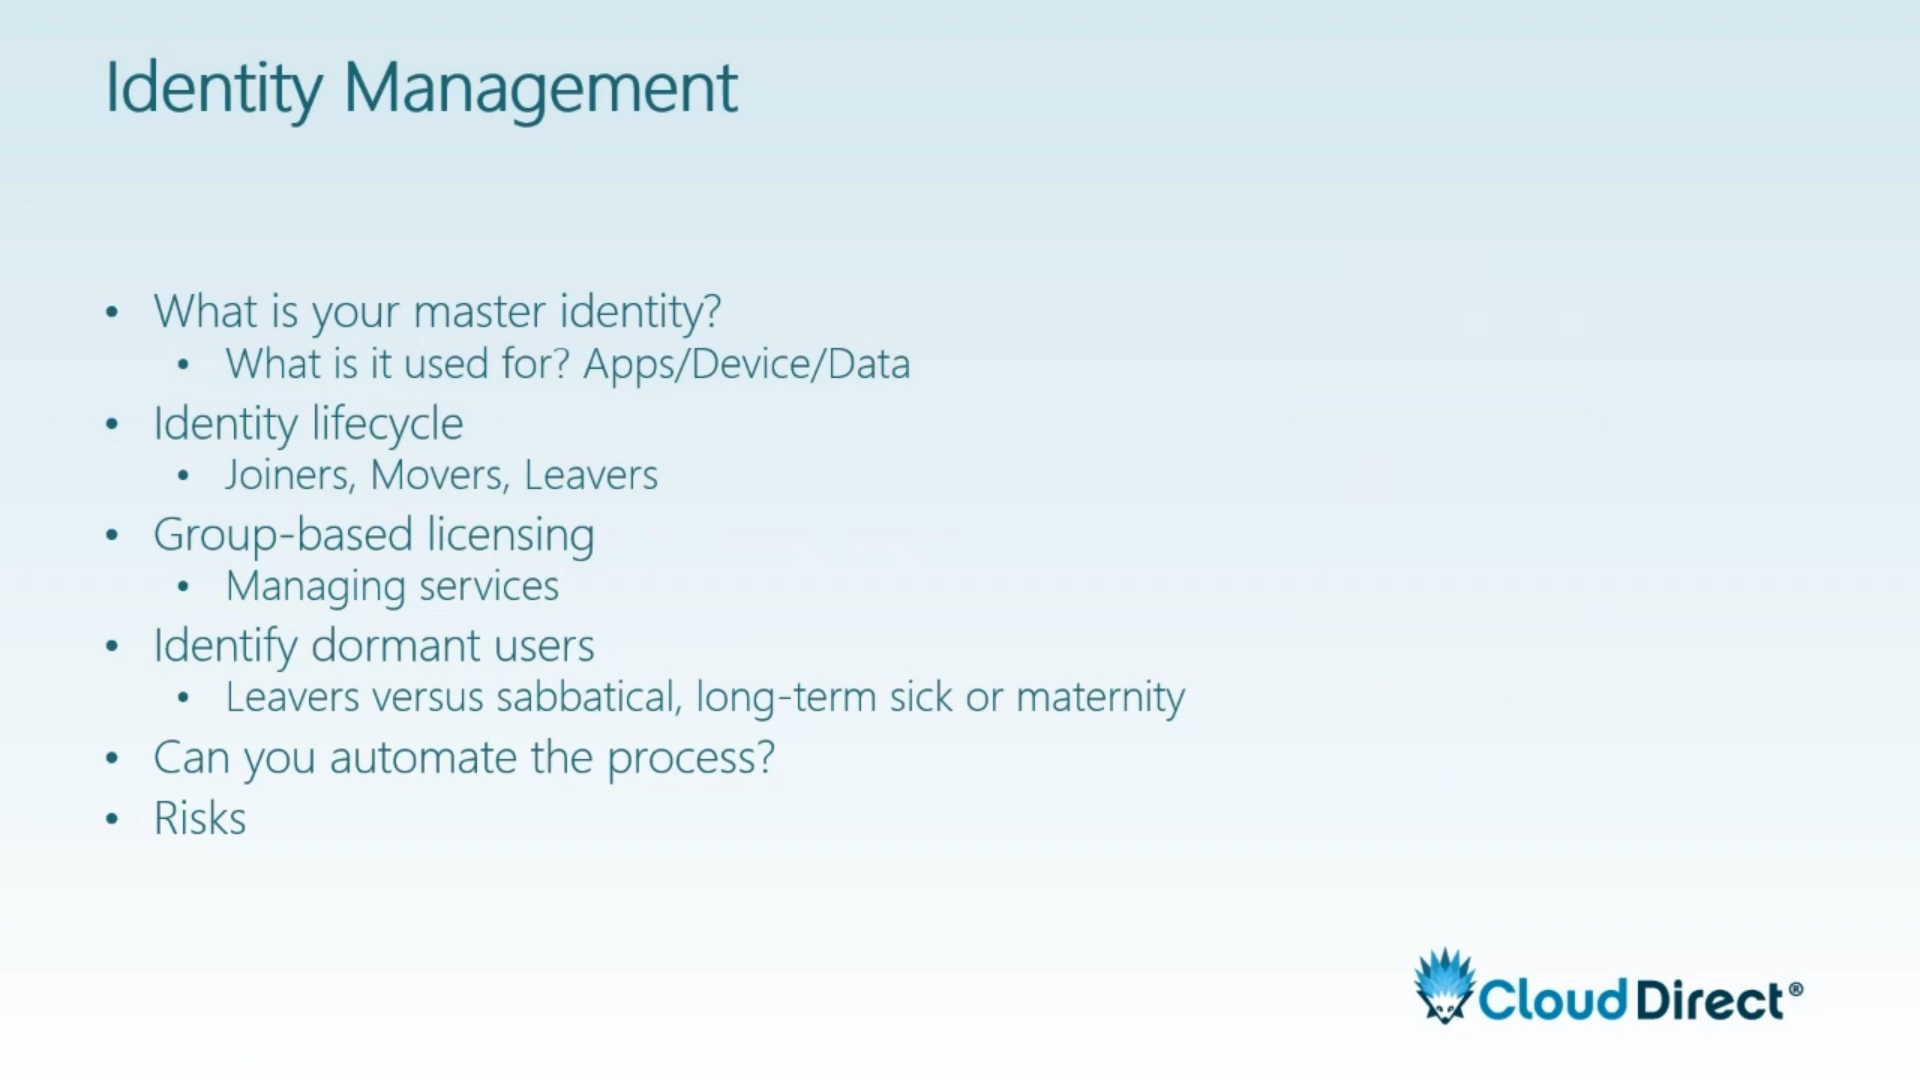 Identity Management
• What is your master identity?
• What is it used for? Apps/Device/Data
• Identity lifecycle
• Joiners, Movers, Leavers
• Group-based licensing
• Managing services
• Identify dormant users
• Leavers versus sabbatical, long-term sick or maternity
• Can you automate the process?
• Risks
Cloud Direct®